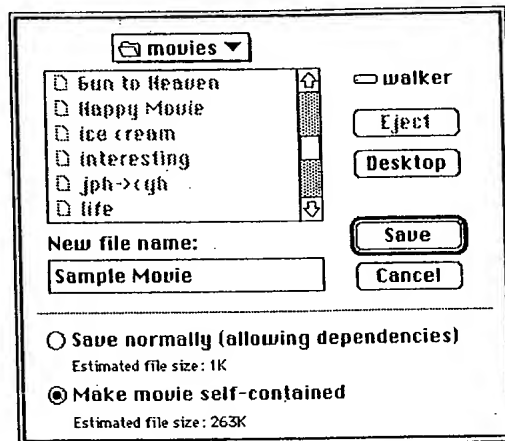 movies
Gun to Heaven
Happy Movie
ice cream
interesting
jph->cyh
life
walker
Eject
Desktop
New file name:
Sample Movie
Save
Cancel
Save normally (allowing dependencies)
Estimated file size: 1K
Make movie self-contained
Estimated file size: 263K